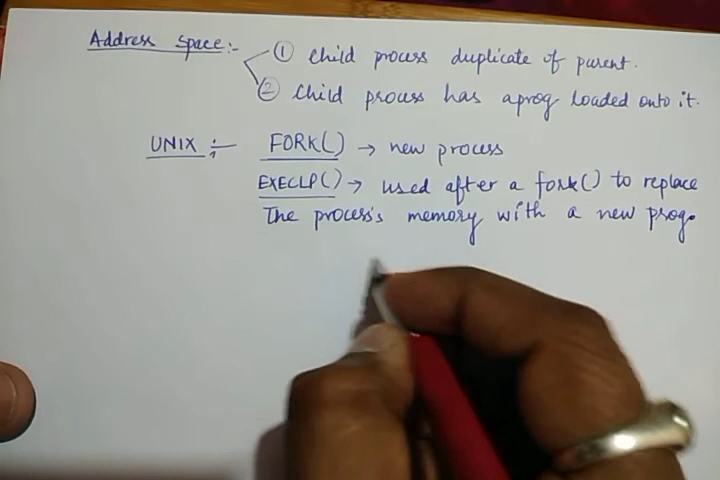 Address space:- ① Child process duplicate of parent.
② Child process has a prog loaded onto it.
UNIX :- FORK() → new process
EXECLP() → used after a fork() to replace
The process's memory with a new prog.